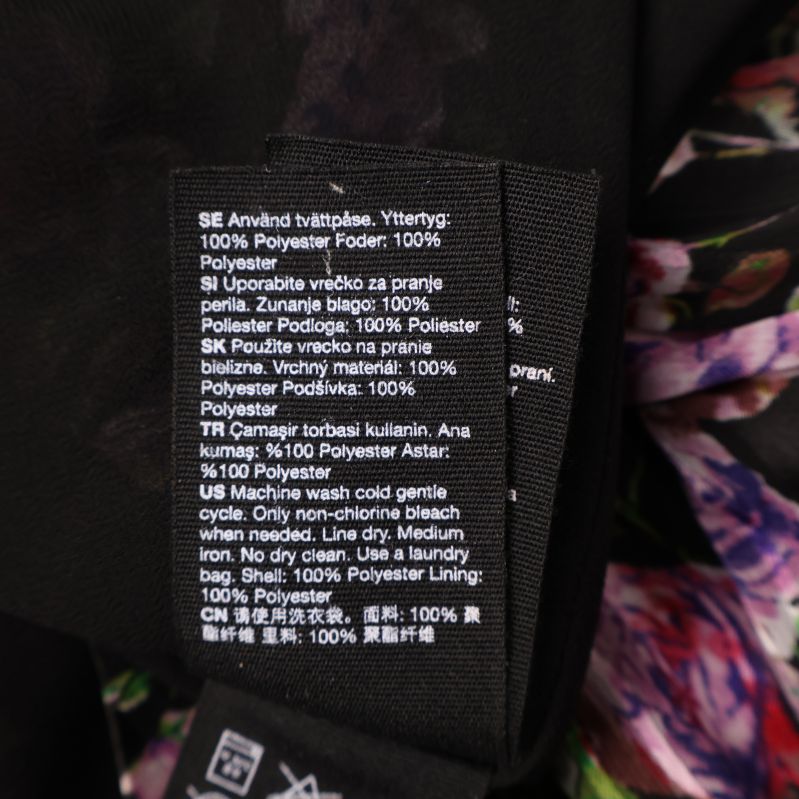 SE Använd tvättpåse. Yttertyg:
100% Polyester Foder: 100%
Polyester
SI Uporabite vrečko za pranje
perila. Zunanje blago: 100%
Poliester Podloga: 100% Poliester
SK Použite vrecko na pranie
bielizne. Vrchný materiál: 100%
Polyester Podšívka: 100%
Polyester
TR Çamaşir torbasi kullanin. Ana
kumaş: %100 Polyester Astar:
%100 Polyester
US Machine wash cold gentle
cycle. Only non-chlorine bleach
when needed. Line dry. Medium
iron. No dry clean. Use a laundry
bag. Shell: 100% Polyester Lining:
100% Polyester
CN 请使用洗衣袋。面料: 100% 聚
酯纤维 里料: 100% 聚酯纤维
%
praní.